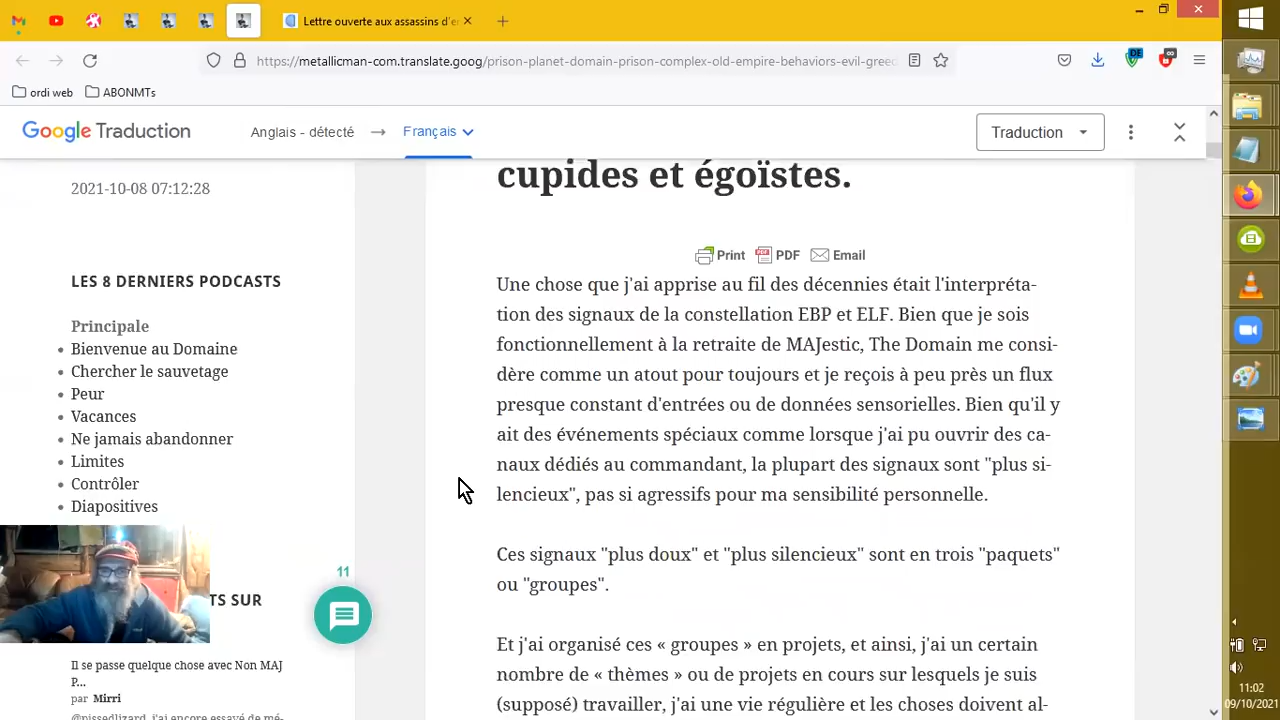 Lettre ouverte aux assassins d'e
https://metallicman-com.translate.goog/prison-planet-domain-prison-complex-old-empire-behaviors-evil-greed
DE
ordi web
ABONMTs
Google Traduction
Anglais - détecté
Français
Traduction
2021-10-08 07:12:28
LES 8 DERNIERS PODCASTS
Principale
Bienvenue au Domaine
Chercher le sauvetage
Peur
Vacances
Ne jamais abandonner
Limites
Contrôler
Diapositives
TS SUR
Il se passe quelque chose avec Non MAJ
P...
par Mirri
@pissedlizard, j'ai encore essayé de mé-
11
cupides et égoïstes.
Print PDF Email
Une chose que j'ai apprise au fil des décennies était l'interpréta-
tion des signaux de la constellation EBP et ELF. Bien que je sois
fonctionnellement à la retraite de MAJestic, The Domain me consi-
dère comme un atout pour toujours et je reçois à peu près un flux
presque constant d'entrées ou de données sensorielles. Bien qu'il y
ait des événements spéciaux comme lorsque j'ai pu ouvrir des ca-
naux dédiés au commandant, la plupart des signaux sont "plus si-
lencieux", pas si agressifs pour ma sensibilité personnelle.
Ces signaux "plus doux" et "plus silencieux" sont en trois "paquets"
ou "groupes".
Et j'ai organisé ces « groupes » en projets, et ainsi, j'ai un certain
nombre de « thèmes » ou de projets en cours sur lesquels je suis
(supposé) travailler, j'ai une vie régulière et les choses doivent al-
11:02
09/10/2021